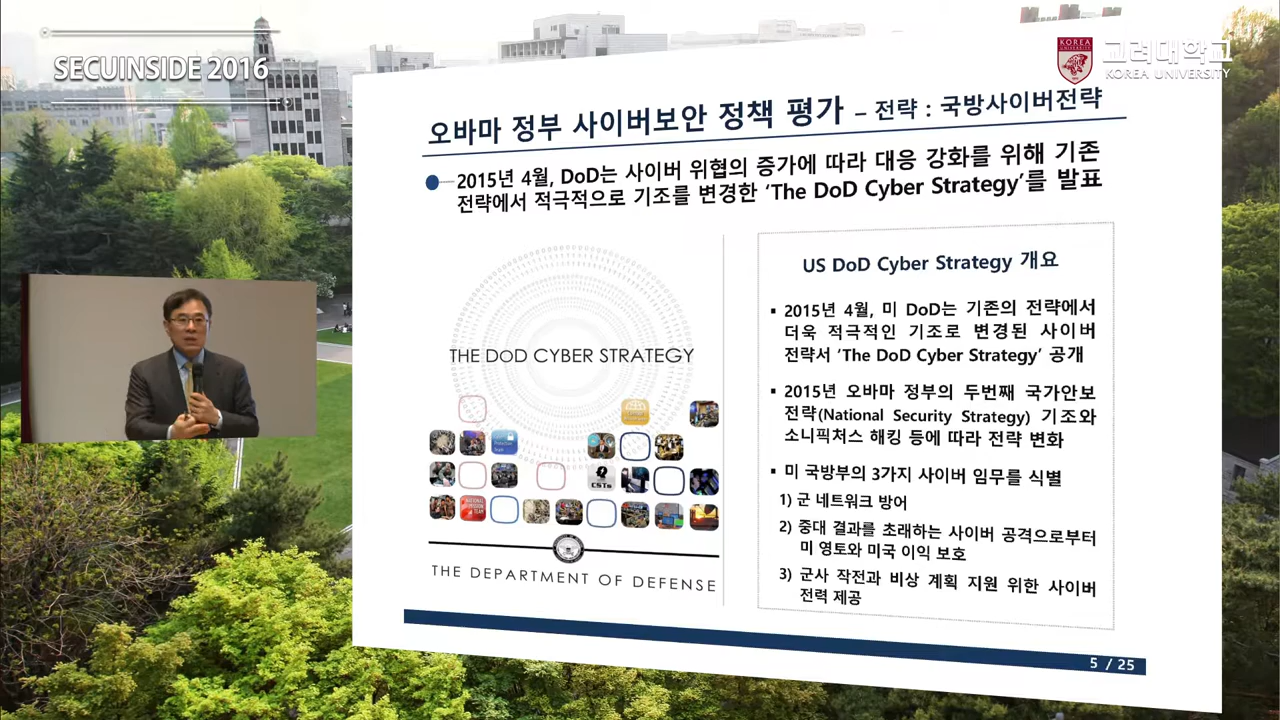 SECUINSIDE 2016
KOREA UNIVERSITY
고려대학교
KOREA UNIVERSITY
오바마 정부 사이버보안 정책 평가 – 전략 : 국방사이버전략
2015년 4월, DoD는 사이버 위협의 증가에 따라 대응 강화를 위해 기존
전략에서 적극적으로 기조를 변경한 ‘The DoD Cyber Strategy’를 발표
THE DOD CYBER STRATEGY
CSTs
THE DEPARTMENT OF DEFENSE
US DoD Cyber Strategy 개요
▪ 2015년 4월, 미 DoD는 기존의 전략에서
더욱 적극적인 기조로 변경된 사이버
전략서 ‘The DoD Cyber Strategy’ 공개
▪ 2015년 오바마 정부의 두번째 국가안보
전략(National Security Strategy) 기조와
소니픽처스 해킹 등에 따라 전략 변화
▪ 미 국방부의 3가지 사이버 임무를 식별
1) 군 네트워크 방어
2) 중대 결과를 초래하는 사이버 공격으로부터
미 영토와 미국 이익 보호
3) 군사 작전과 비상 계획 지원 위한 사이버
전력 제공
5 / 25